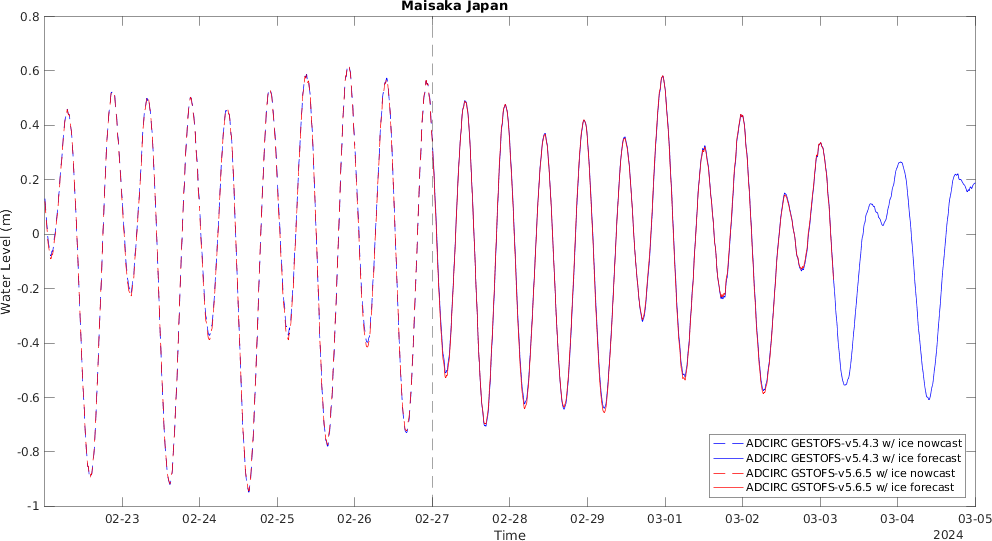 Maisaka Japan
0.8
0.6
0.4
0.2
0
-0.2
-0.4
-0.6
-0.8
-1
Water Level (m)
ADCIRC GESTOFS-v5.4.3 w/ ice nowcast
ADCIRC GESTOFS-v5.4.3 w/ ice forecast
ADCIRC GSTOFS-v5.6.5 w/ ice nowcast
ADCIRC GSTOFS-v5.6.5 w/ ice forecast
02-23 02-24 02-25 02-26 02-27 02-28 02-29 03-01 03-02 03-03 03-04 03-05
Time
2024